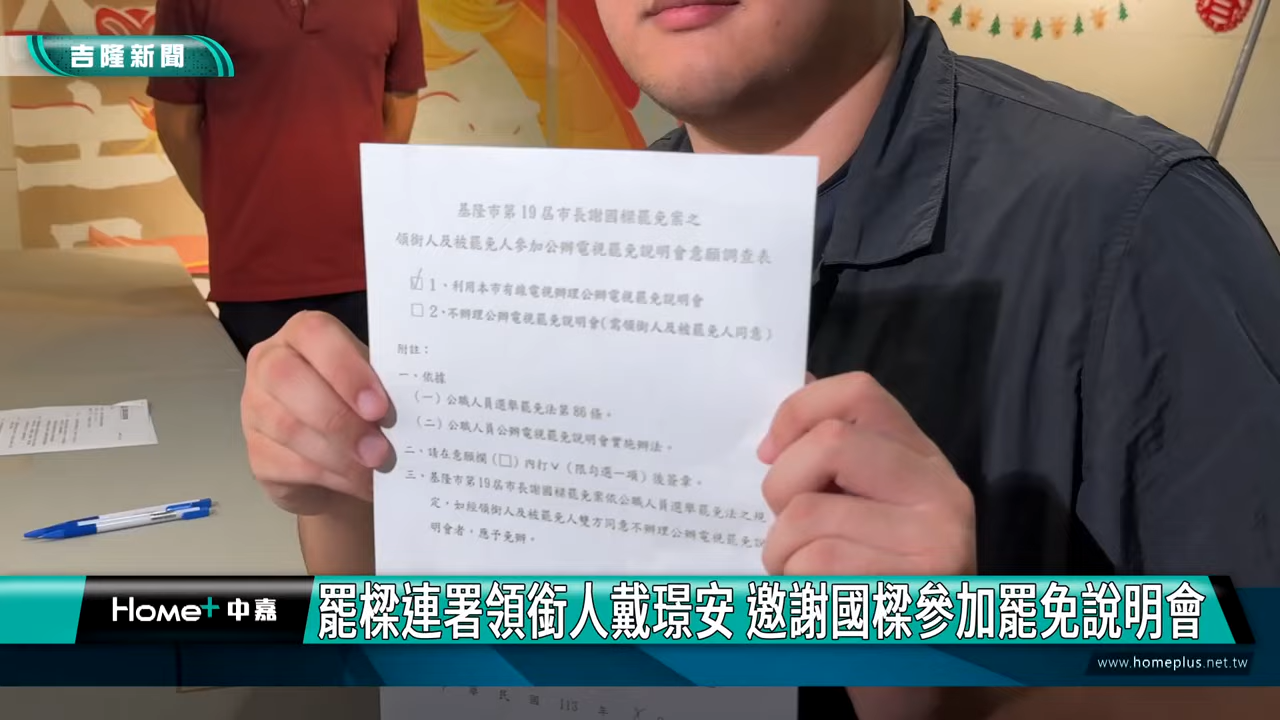 吉隆新聞
基隆市第19屆市長謝國樑罷免案之
領銜人及被罷免人參加公辦電視罷免說明會意願調查表
☑1、利用本市有線電視辦理公辦電視罷免說明會
□2、不辦理公辦電視罷免說明會(需領銜人及被罷免人同意)
附註：
一、依據
(一)公職人員選舉罷免法第86條。
(二)公職人員公辦電視罷免說明會實施辦法。
二、請在意願欄(□)內打ˇ(限勾選一項)後簽章。
三、基隆市第19屆市長謝國樑罷免案依公職人員選舉罷免法之規
定，如經領銜人及被罷免人雙方同意不辦理公辦電視罷免說
明會者，應予免辦。
Home+ 中嘉
罷樑連署領銜人戴璟安 邀謝國樑參加罷免說明會
www.homeplus.net.tw
華 民 國 113 年